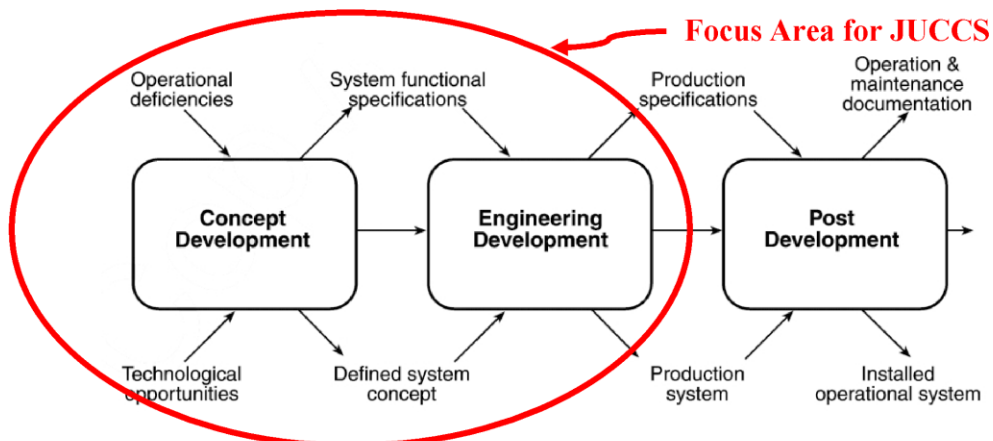 Focus Area for JUCCS
Operational
deficiencies
System functional
specifications
Production
specifications
Operation &
maintenance
documentation
Concept
Development
Engineering
Development
Post
Development
Technological
opportunities
Defined system
concept
Production
system
Installed
operational system